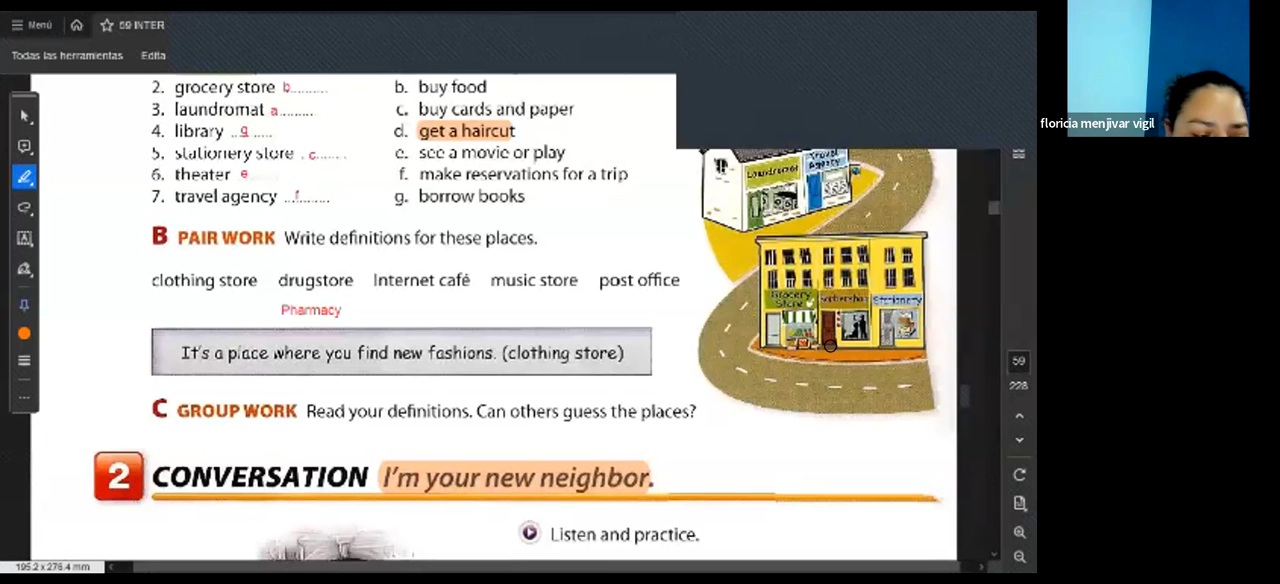 Menú
59 INTER
Todas las herramientas Edita
2. grocery store b......... b. buy food
3. laundromat a......... c. buy cards and paper
4. library ..g..... d. get a haircut
5. stationery store . c....... e. see a movie or play
6. theater e f. make reservations for a trip
7. travel agency ...f........ g. borrow books
B PAIR WORK Write definitions for these places.
clothing store drugstore Internet café music store post office
Pharmacy
It's a place where you find new fashions. (clothing store)
C GROUP WORK Read your definitions. Can others guess the places?
2 CONVERSATION I'm your new neighbor.
Listen and practice.
Laundromat
Travel Agency
Grocery Store
Barbershop
Stationery
59
228
195.2 x 276.4 mm
floricia menjivar vigil